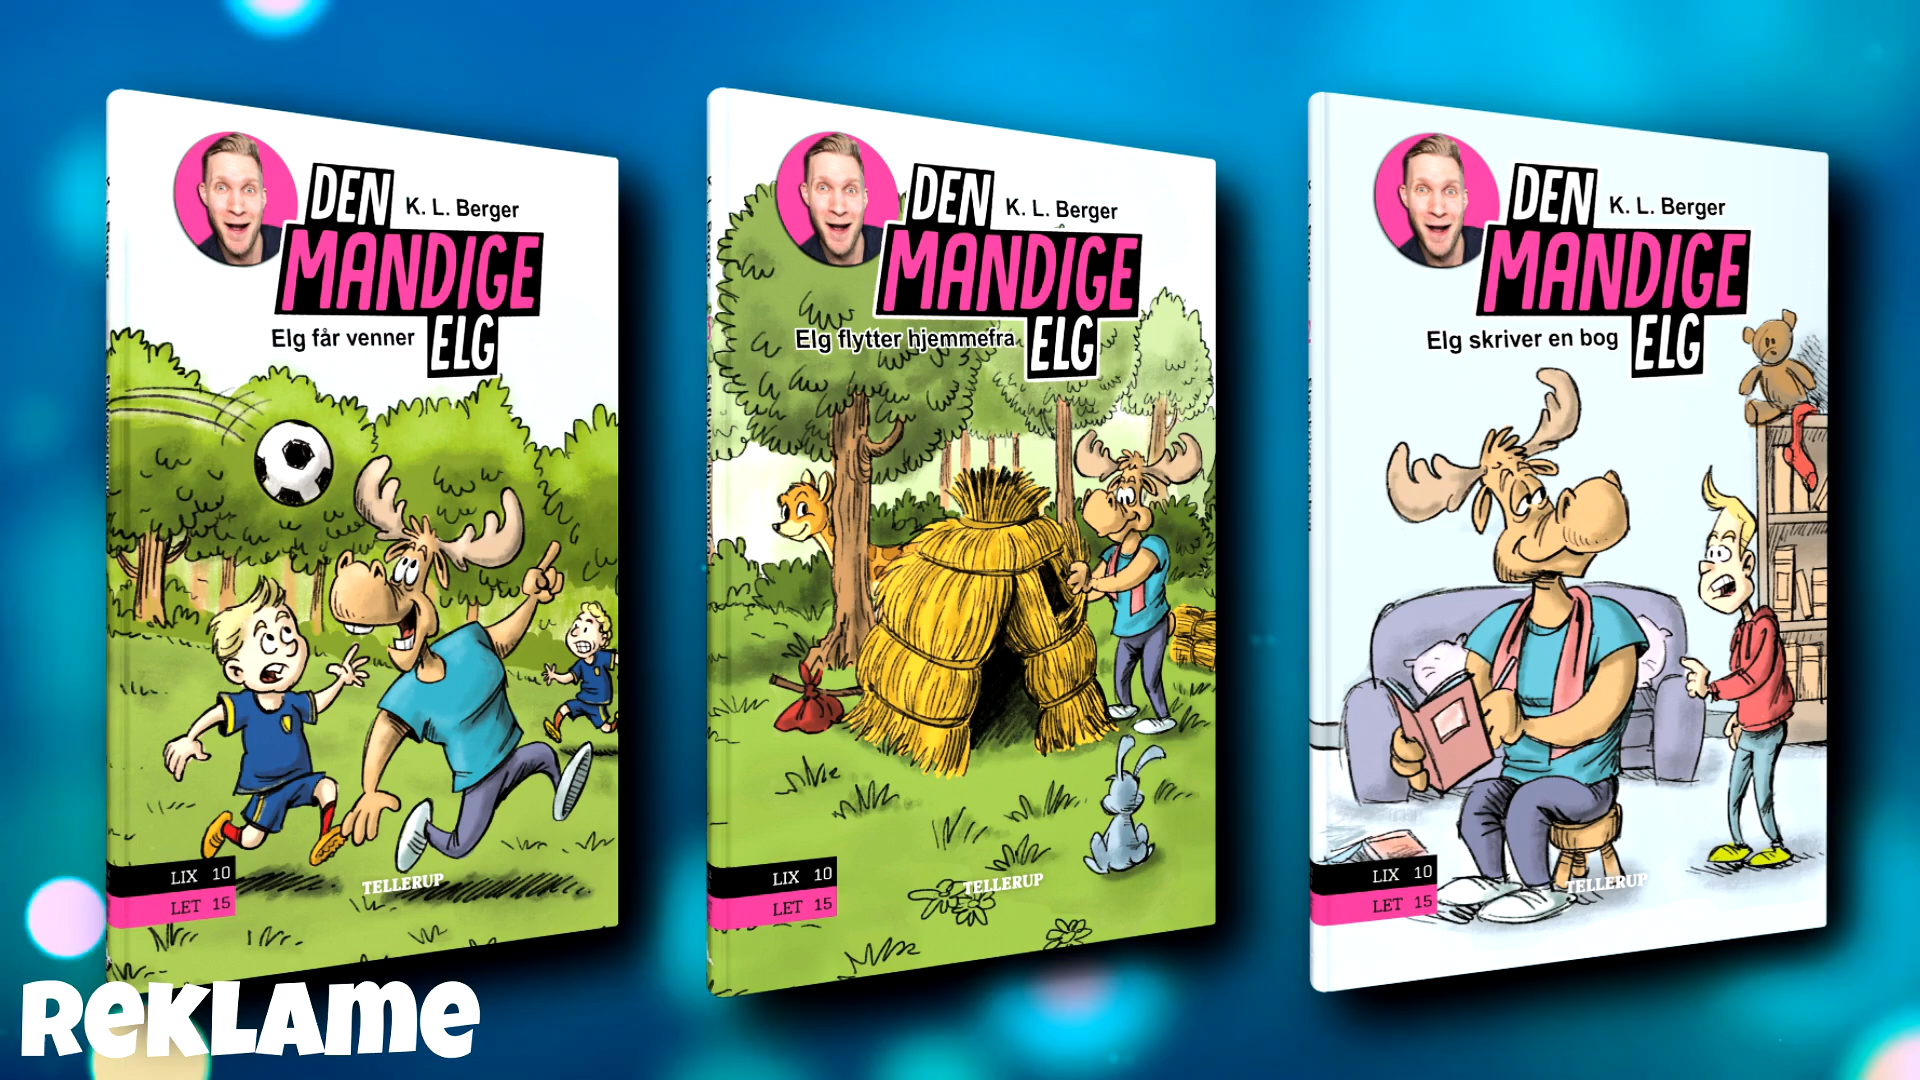 DEN
K. L. Berger
MANDIGE
Elg får venner
ELG
LIX 10
LET 15
TELLERUP
DEN
K. L. Berger
MANDIGE
Elg flytter hjemmefra
ELG
LIX 10
LET 15
TELLERUP
DEN
K. L. Berger
MANDIGE
Elg skriver en bog
ELG
LIX 10
LET 15
TELLERUP
Reklame